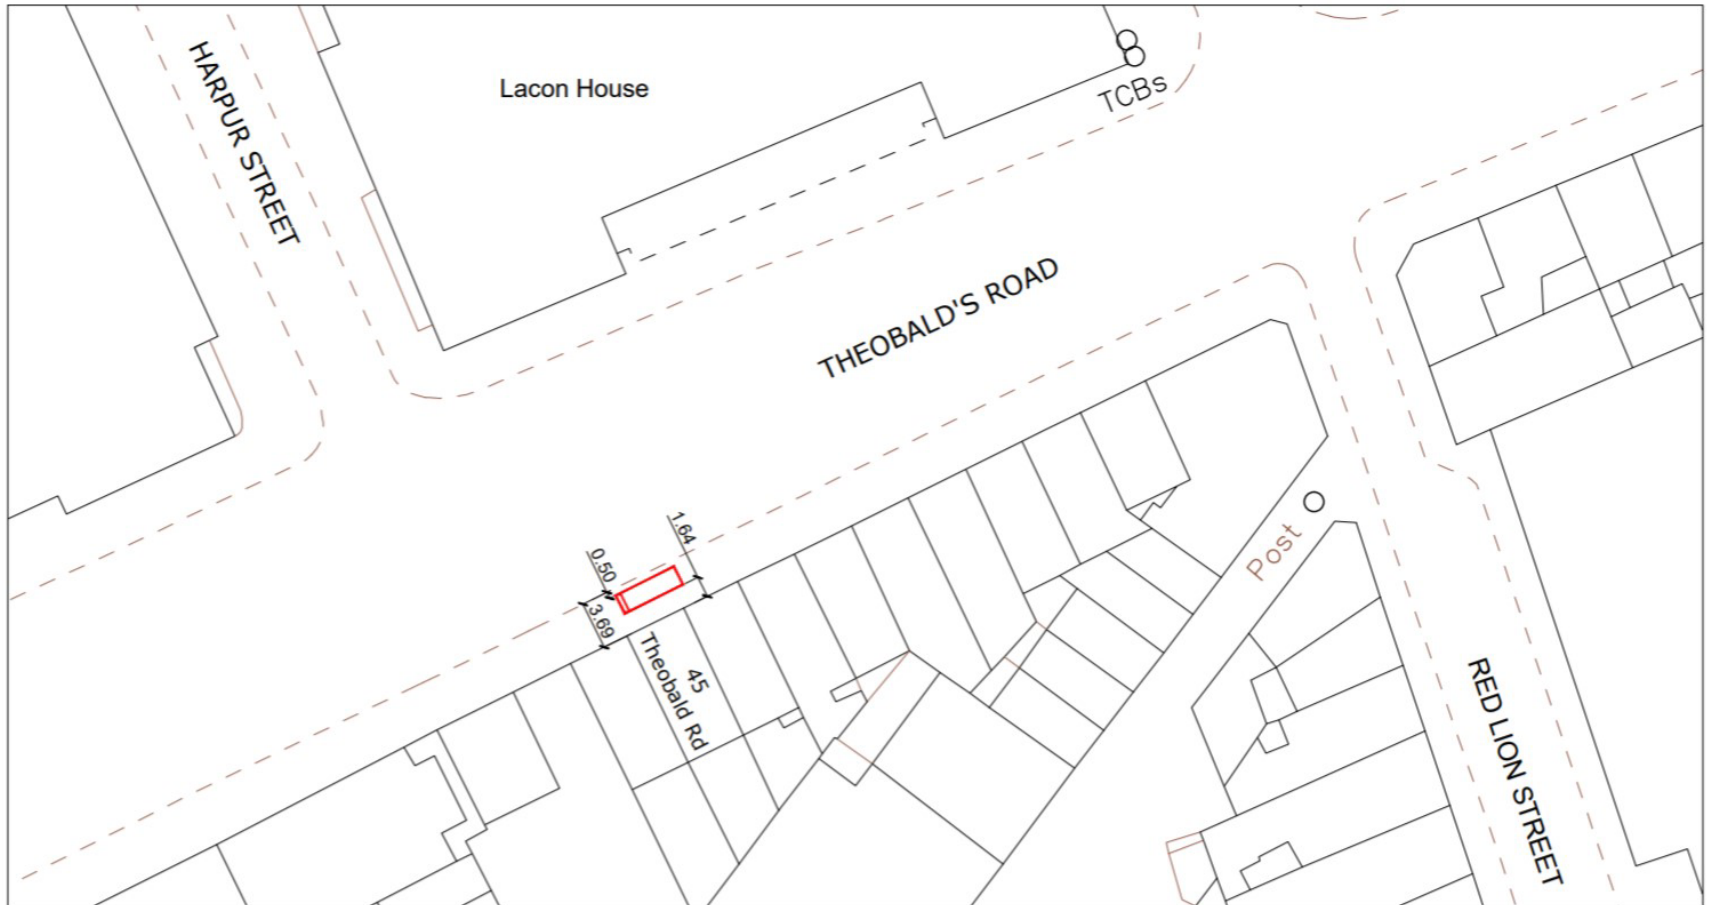 HARPUR STREET
Lacon House
TCBs
THEOBALD'S ROAD
1.64
0.50
3.69
45
Theobald Rd
Post
RED LION STREET